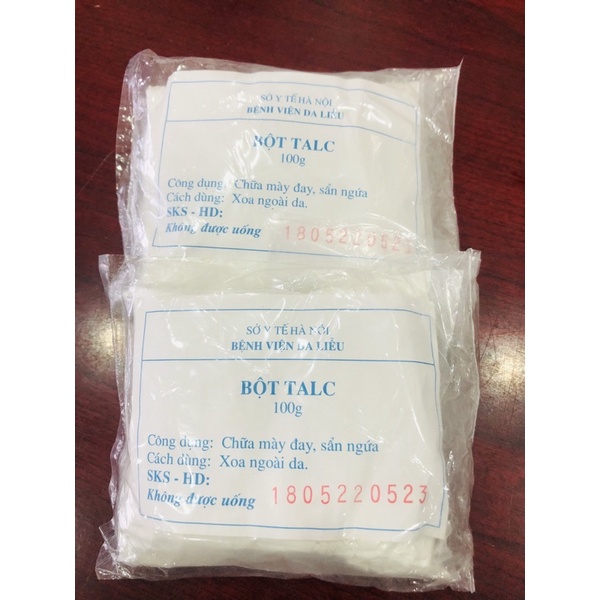 SỞ Y TẾ HÀ NỘI
BỆNH VIỆN DA LIỄU
BỘT TALC
100g
Công dụng: Chữa mày đay, sẩn ngứa
Cách dùng: Xoa ngoài da.
SKS - HD:
Không được uống 1805220523
SỞ Y TẾ HÀ NỘI
BỆNH VIỆN DA LIỄU
BỘT TALC
100g
Công dụng: Chữa mày đay, sẩn ngứa
Cách dùng: Xoa ngoài da.
SKS - HD:
Không được uống 1805220523